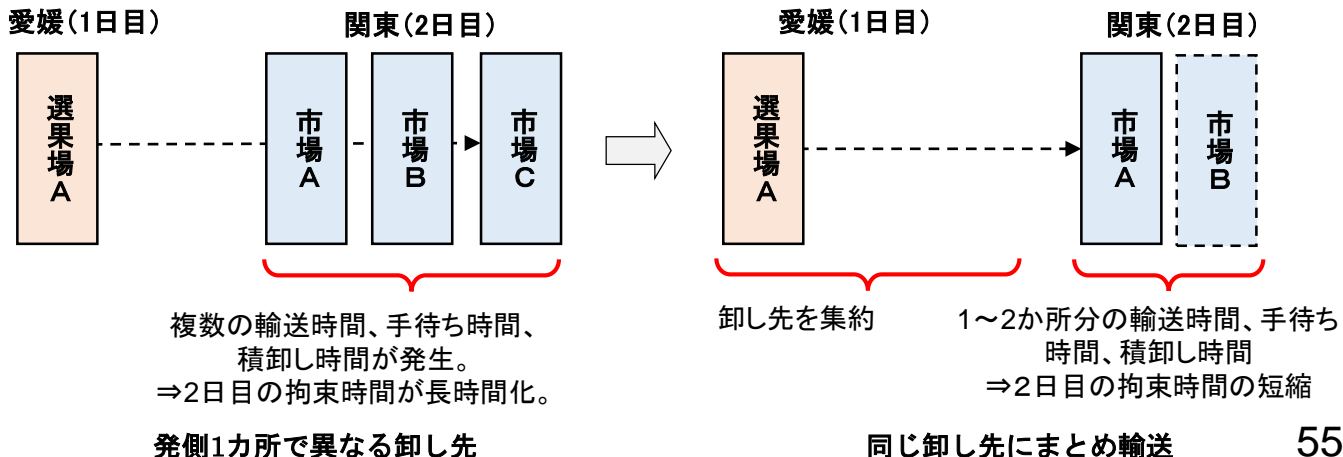 愛媛(1日目)
関東(2日目)
選果場A
市場A
市場B
市場C
複数の輸送時間、手待ち時間、
積卸し時間が発生。
⇒2日目の拘束時間が長時間化。
発側1カ所で異なる卸し先
愛媛(1日目)
関東(2日目)
選果場A
市場A
市場B
卸し先を集約
1~2か所分の輸送時間、手待ち
時間、積卸し時間
⇒2日目の拘束時間の短縮
同じ卸し先にまとめ輸送
55